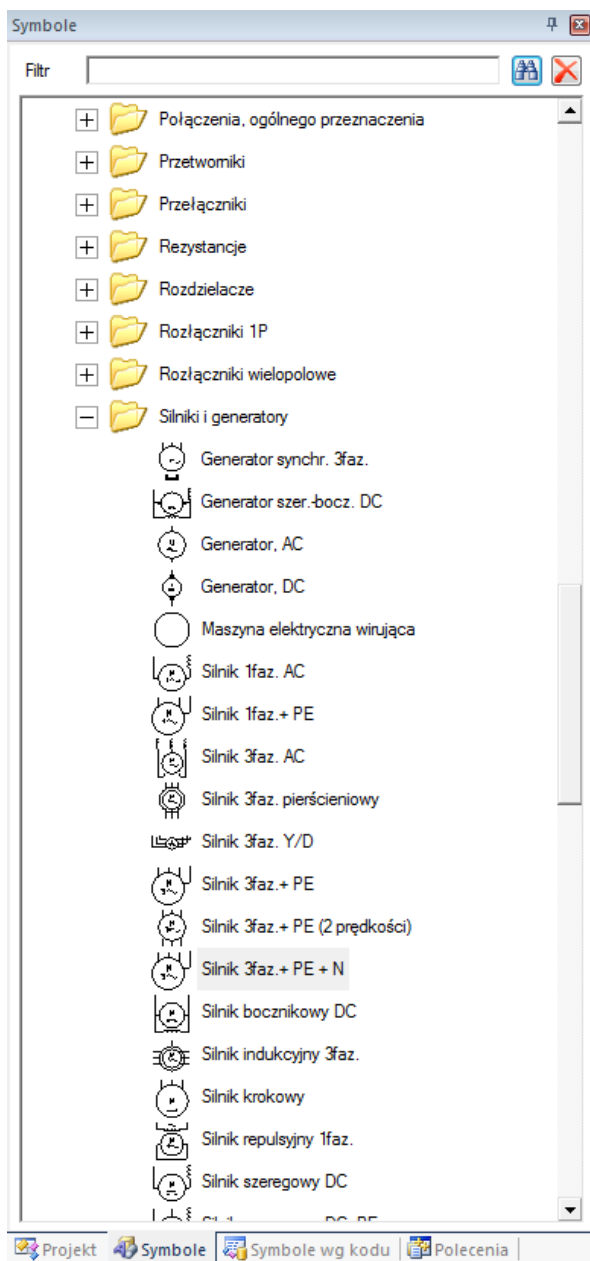 Symbole
Filtr
Połączenia, ogólnego przeznaczenia
Przetworniki
Przełączniki
Rezystancje
Rozdzielacze
Rozłączniki 1P
Rozłączniki wielopolowe
Silniki i generatory
Generator synchr. 3faz.
Generator szer.-bocz. DC
Generator, AC
Generator, DC
Maszyna elektryczna wirująca
Silnik 1faz. AC
Silnik 1faz.+ PE
Silnik 3faz. AC
Silnik 3faz. pierścieniowy
Silnik 3faz. Y/D
Silnik 3faz.+ PE
Silnik 3faz.+ PE (2 prędkości)
Silnik 3faz.+ PE + N
Silnik bocznikowy DC
Silnik indukcyjny 3faz.
Silnik krokowy
Silnik repulsyjny 1faz.
Silnik szeregowy DC
Projekt Symbole Symbole wg kodu Polecenia